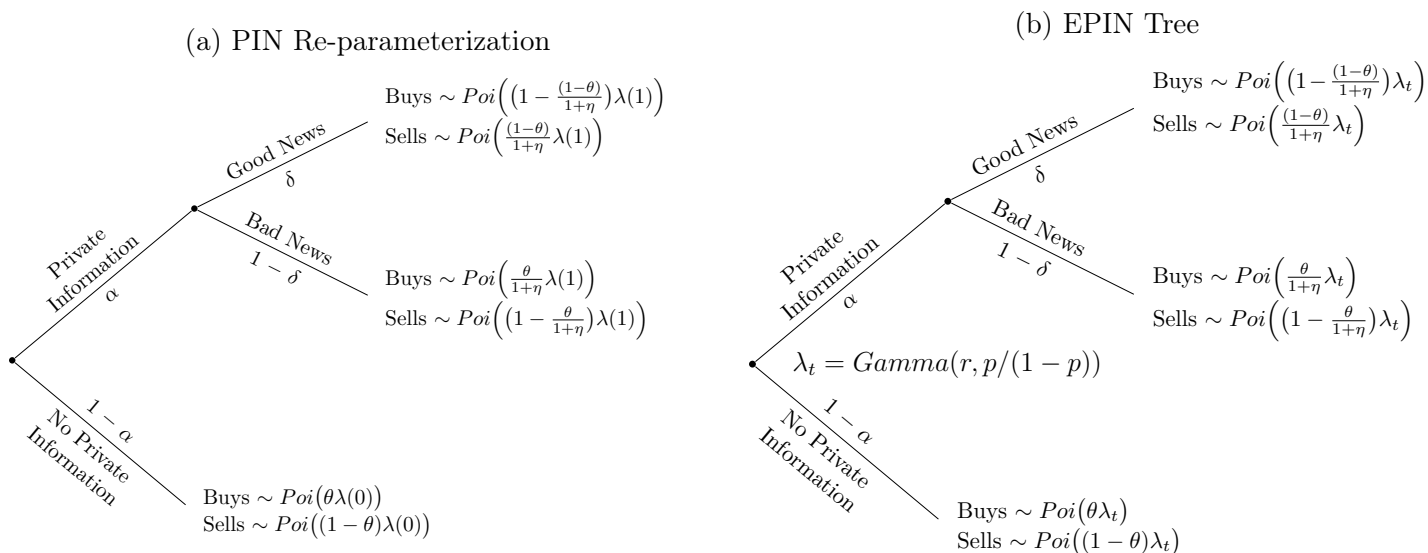 (a) PIN Re-parameterization
Buys ∼ Poi((1 − (1−θ)/(1+η))λ(1))
Sells ∼ Poi((1−θ)/(1+η) λ(1))
Good News
δ
Bad News
1 − δ
Private
Information
α
Buys ∼ Poi(θ/(1+η) λ(1))
Sells ∼ Poi((1 − θ/(1+η))λ(1))
1 − α
No Private
Information
Buys ∼ Poi(θλ(0))
Sells ∼ Poi((1 − θ)λ(0))
(b) EPIN Tree
Buys ∼ Poi((1 − (1−θ)/(1+η))λ_t)
Sells ∼ Poi((1−θ)/(1+η) λ_t)
Good News
δ
Bad News
1 − δ
Private
Information
α
Buys ∼ Poi(θ/(1+η) λ_t)
Sells ∼ Poi((1 − θ/(1+η))λ_t)
λ_t = Gamma(r, p/(1 − p))
1 − α
No Private
Information
Buys ∼ Poi(θλ_t)
Sells ∼ Poi((1 − θ)λ_t)